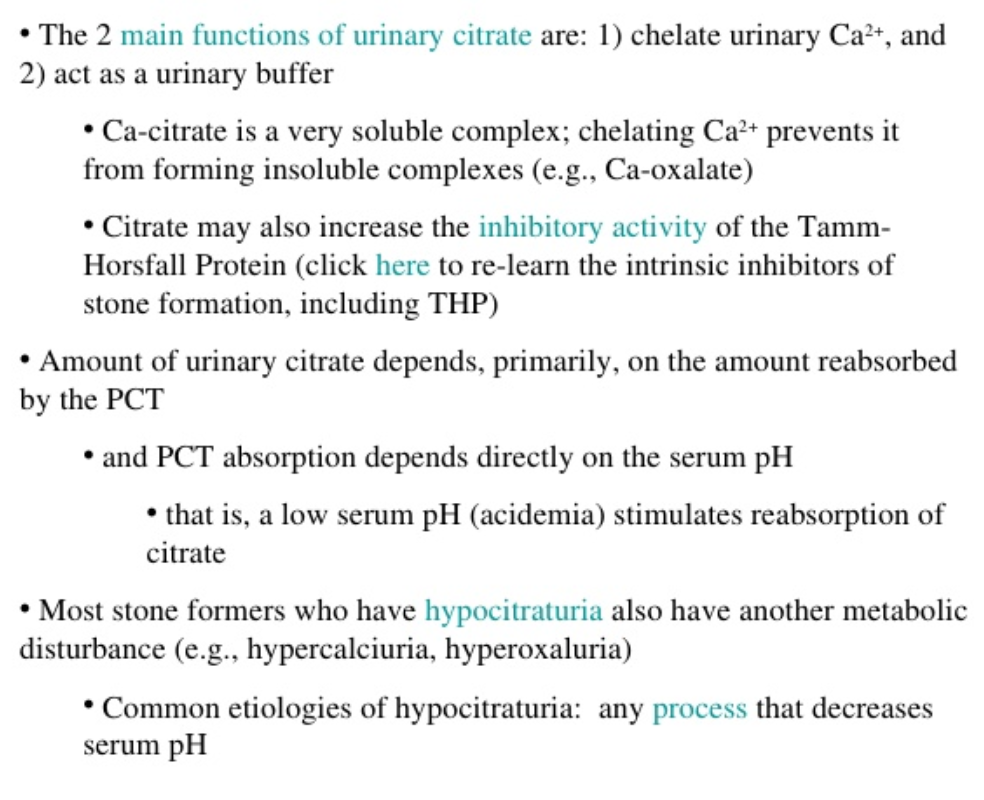 • The 2 main functions of urinary citrate are: 1) chelate urinary Ca²⁺, and
2) act as a urinary buffer
• Ca-citrate is a very soluble complex; chelating Ca²⁺ prevents it
from forming insoluble complexes (e.g., Ca-oxalate)
• Citrate may also increase the inhibitory activity of the Tamm-
Horsfall Protein (click here to re-learn the intrinsic inhibitors of
stone formation, including THP)
• Amount of urinary citrate depends, primarily, on the amount reabsorbed
by the PCT
• and PCT absorption depends directly on the serum pH
• that is, a low serum pH (acidemia) stimulates reabsorption of
citrate
• Most stone formers who have hypocitraturia also have another metabolic
disturbance (e.g., hypercalciuria, hyperoxaluria)
• Common etiologies of hypocitraturia:  any process that decreases
serum pH